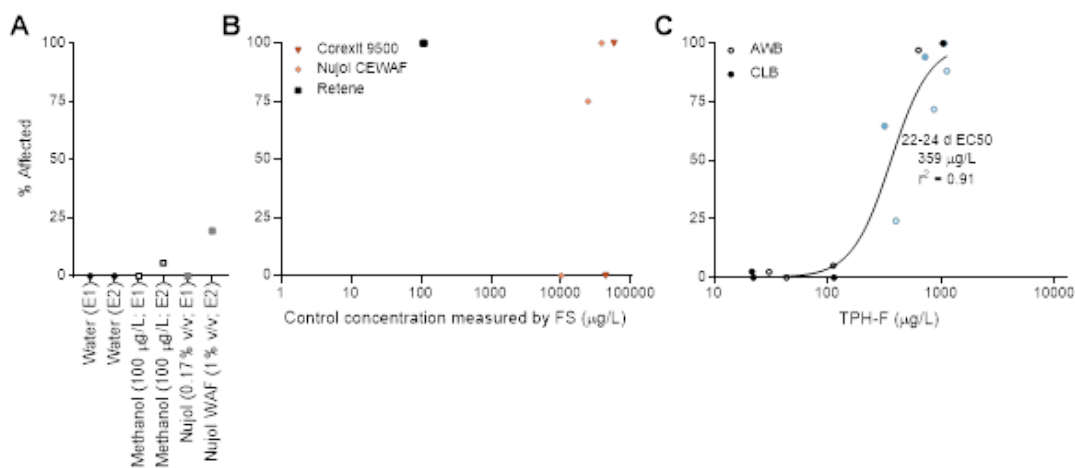 A
% Affected
100
75
50
25
0
Water (E1)
Water (E2)
Methanol (100 µg/L; E1)
Methanol (100 µg/L; E2)
Nujol (0.17% v/v; E1)
Nujol WAF (1% v/v; E2)
B
100
75
50
25
0
Corexit 9500
Nujol CEWAF
Retene
1 10 100 1000 10000 100000
Control concentration measured by FS (µg/L)
C
100
75
50
25
0
AWB
CLB
22-24 d EC50
359 µg/L
r² = 0.91
10 100 1000 10000
TPH-F (µg/L)